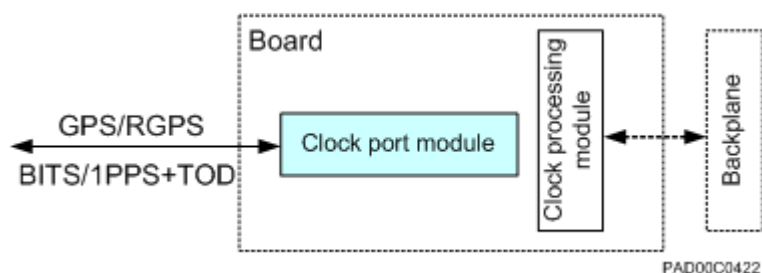 Board
GPS/RGPS
BITS/1PPS+TOD
Clock port module
Clock processing
module
Backplane
PAD00C0422